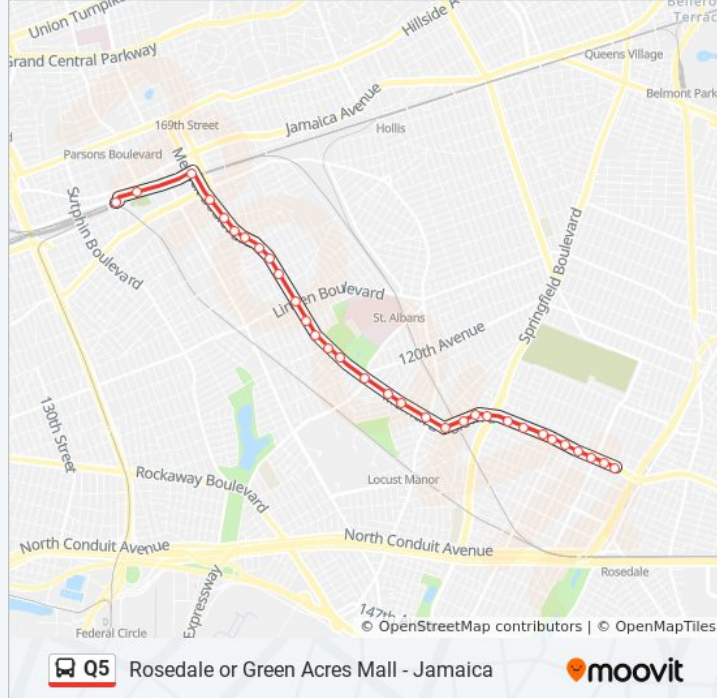 Union Turnpike
Hillside A
Bellero
Terrac
Grand Central Parkway
Queens Village
Jamaica Avenue
Belmont Park
169th Street
Hollis
Parsons Boulevard
Sutphin Boulevard
Linden Boulevard
Springfield Boulevard
St. Albans
120th Avenue
130th Street
Locust Manor
Rockaway Boulevard
North Conduit Avenue
North Conduit Avenue
Rosedale
Expressway
147th A
Federal Circle
© OpenStreetMap contributors | © OpenMapTiles
Q5
Rosedale or Green Acres Mall - Jamaica
moovit